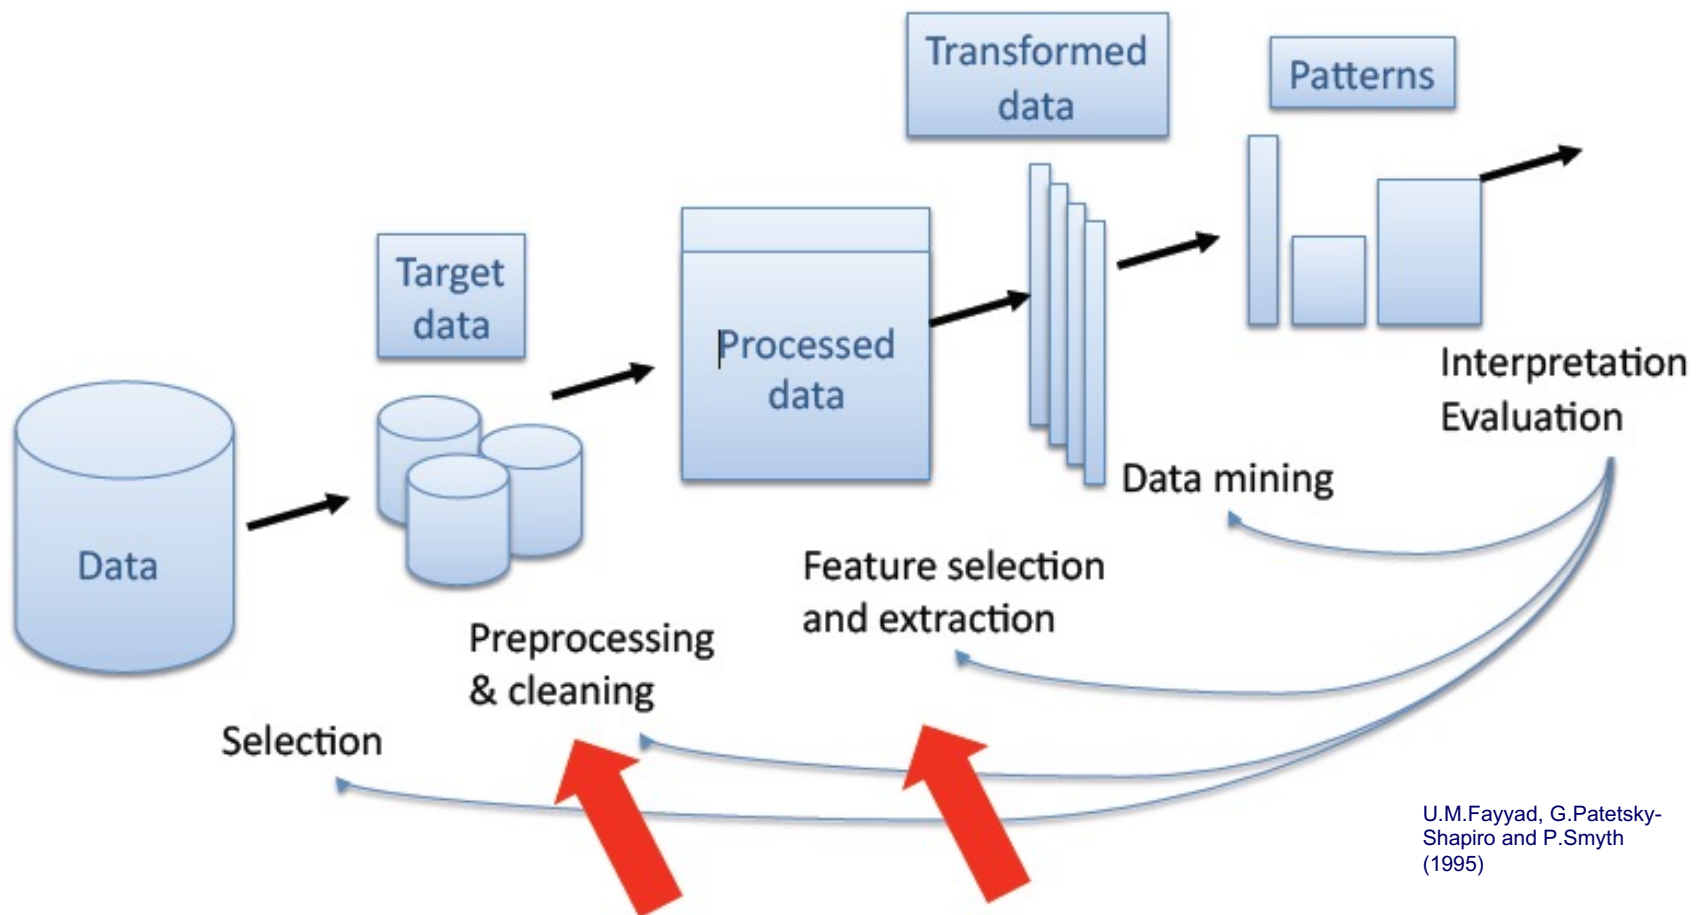 Transformed
data
Patterns
Target
data
Processed
data
Data
Interpretation
Evaluation
Data mining
Feature selection
and extraction
Preprocessing
& cleaning
Selection
U.M.Fayyad, G.Patetsky-
Shapiro and P.Smyth
(1995)